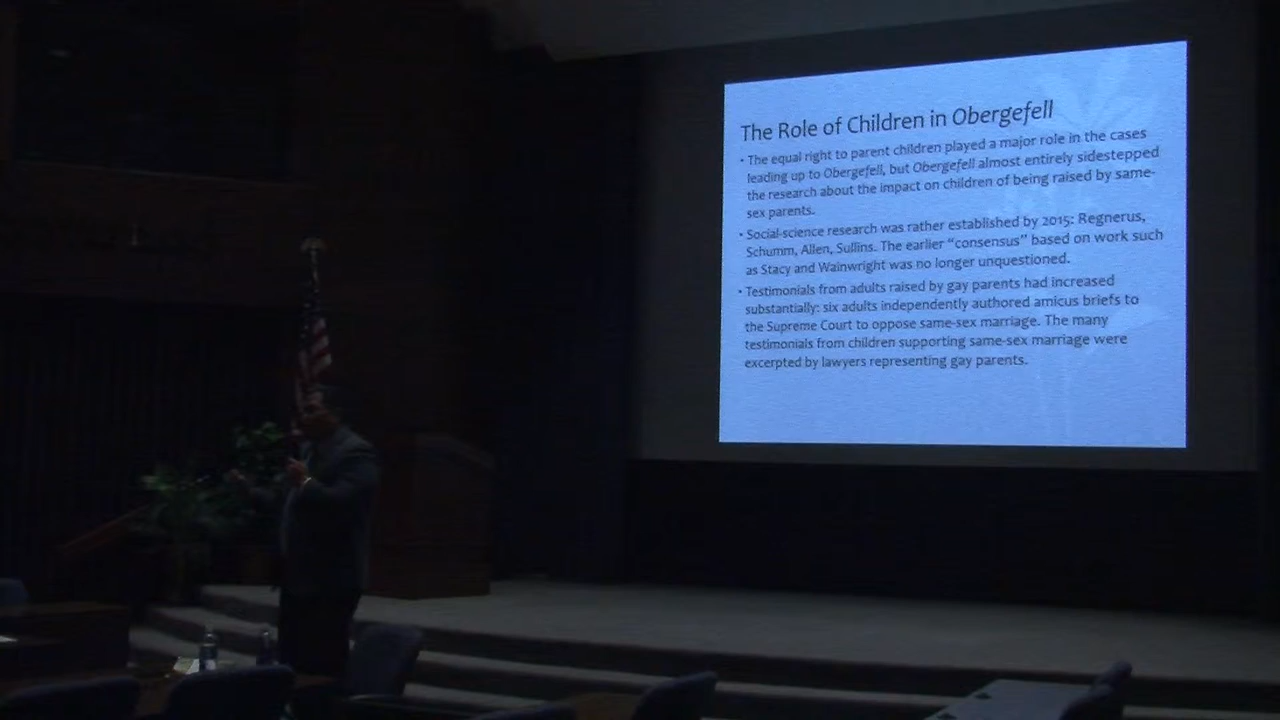 The Role of Children in Obergefell
• The equal right to parent children played a major role in the cases
leading up to Obergefell, but Obergefell almost entirely sidestepped
the research about the impact on children of being raised by same-
sex parents.
• Social-science research was rather established by 2015: Regnerus,
Schumm, Allen, Sullins. The earlier “consensus” based on work such
as Stacy and Wainwright was no longer unquestioned.
• Testimonials from adults raised by gay parents had increased
substantially: six adults independently authored amicus briefs to
the Supreme Court to oppose same-sex marriage. The many
testimonials from children supporting same-sex marriage were
excerpted by lawyers representing gay parents.